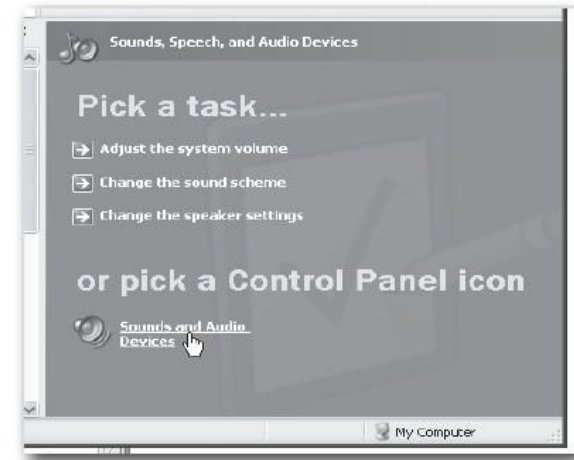 Sounds, Speech, and Audio Devices
Pick a task...
Adjust the system volume
Change the sound scheme
Change the speaker settings
or pick a Control Panel icon
Sounds and Audio
Devices
My Computer